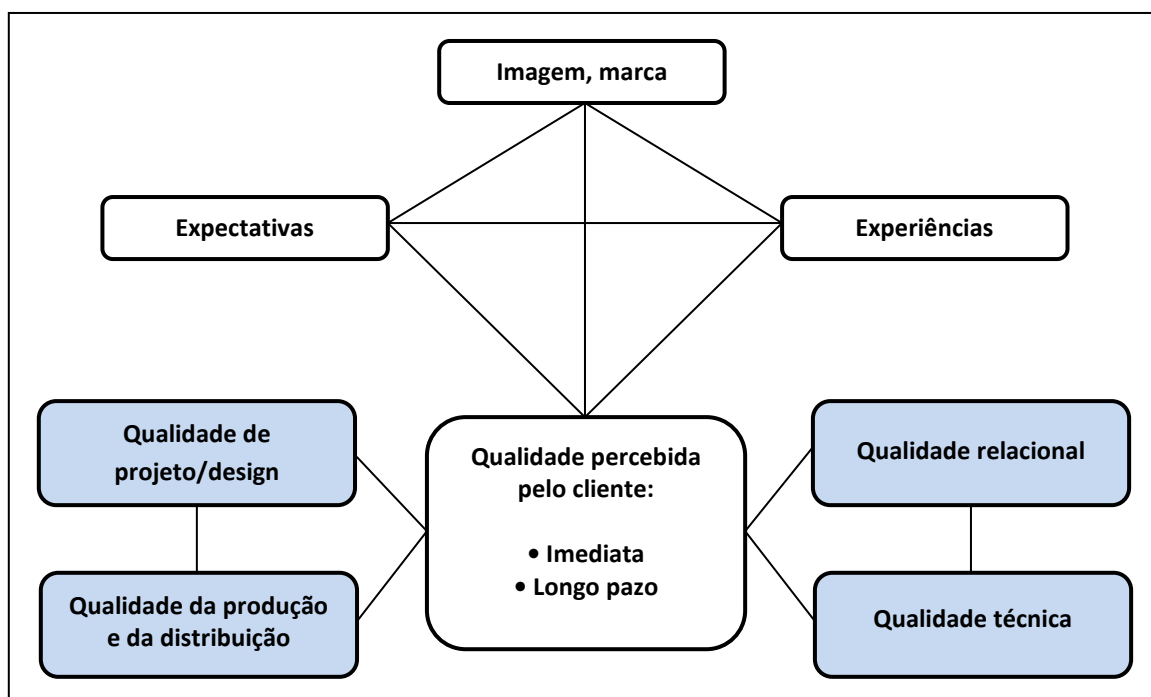 Imagem, marca
Expectativas
Experiências
Qualidade de
projeto/design
Qualidade percebida
pelo cliente:
• Imediata
• Longo pazo
Qualidade relacional
Qualidade da produção
e da distribuição
Qualidade técnica